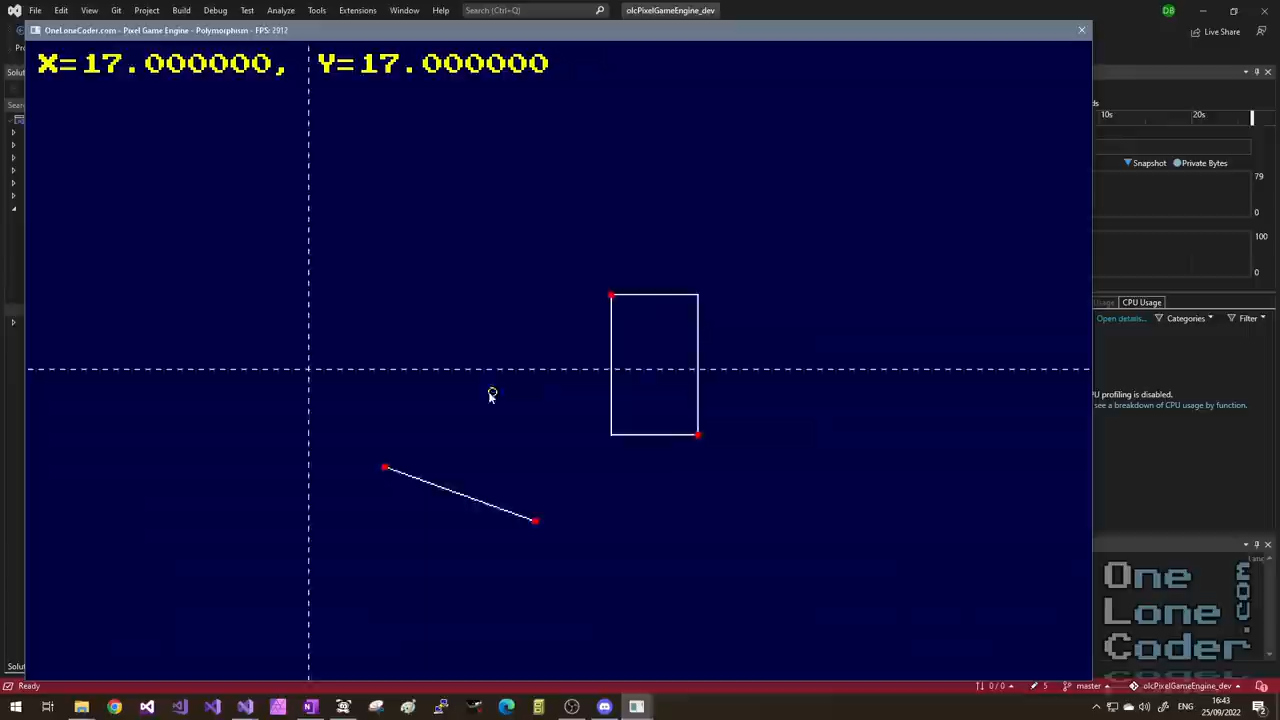 File Edit View Git Project Build Debug Test Analyze Tools Extensions Window Help Search (Ctrl+Q) olcPixelGameEngine_dev DB
OneLoneCoder.com - Pixel Game Engine - Polymorphism - FPS: 2912
Live Share
X=17.000000, Y=17.000000
10s 20s
Snapshot Private Bytes
79
0
100
0
CPU Usage
Open details... Categories Filter
PU profiling is disabled.
see a breakdown of CPU usage by function.
One
Lone
Coder
.com
Ready 0 / 0 5 master olcPixelGameEngine_dev
ENG 16:43
25/09/2022